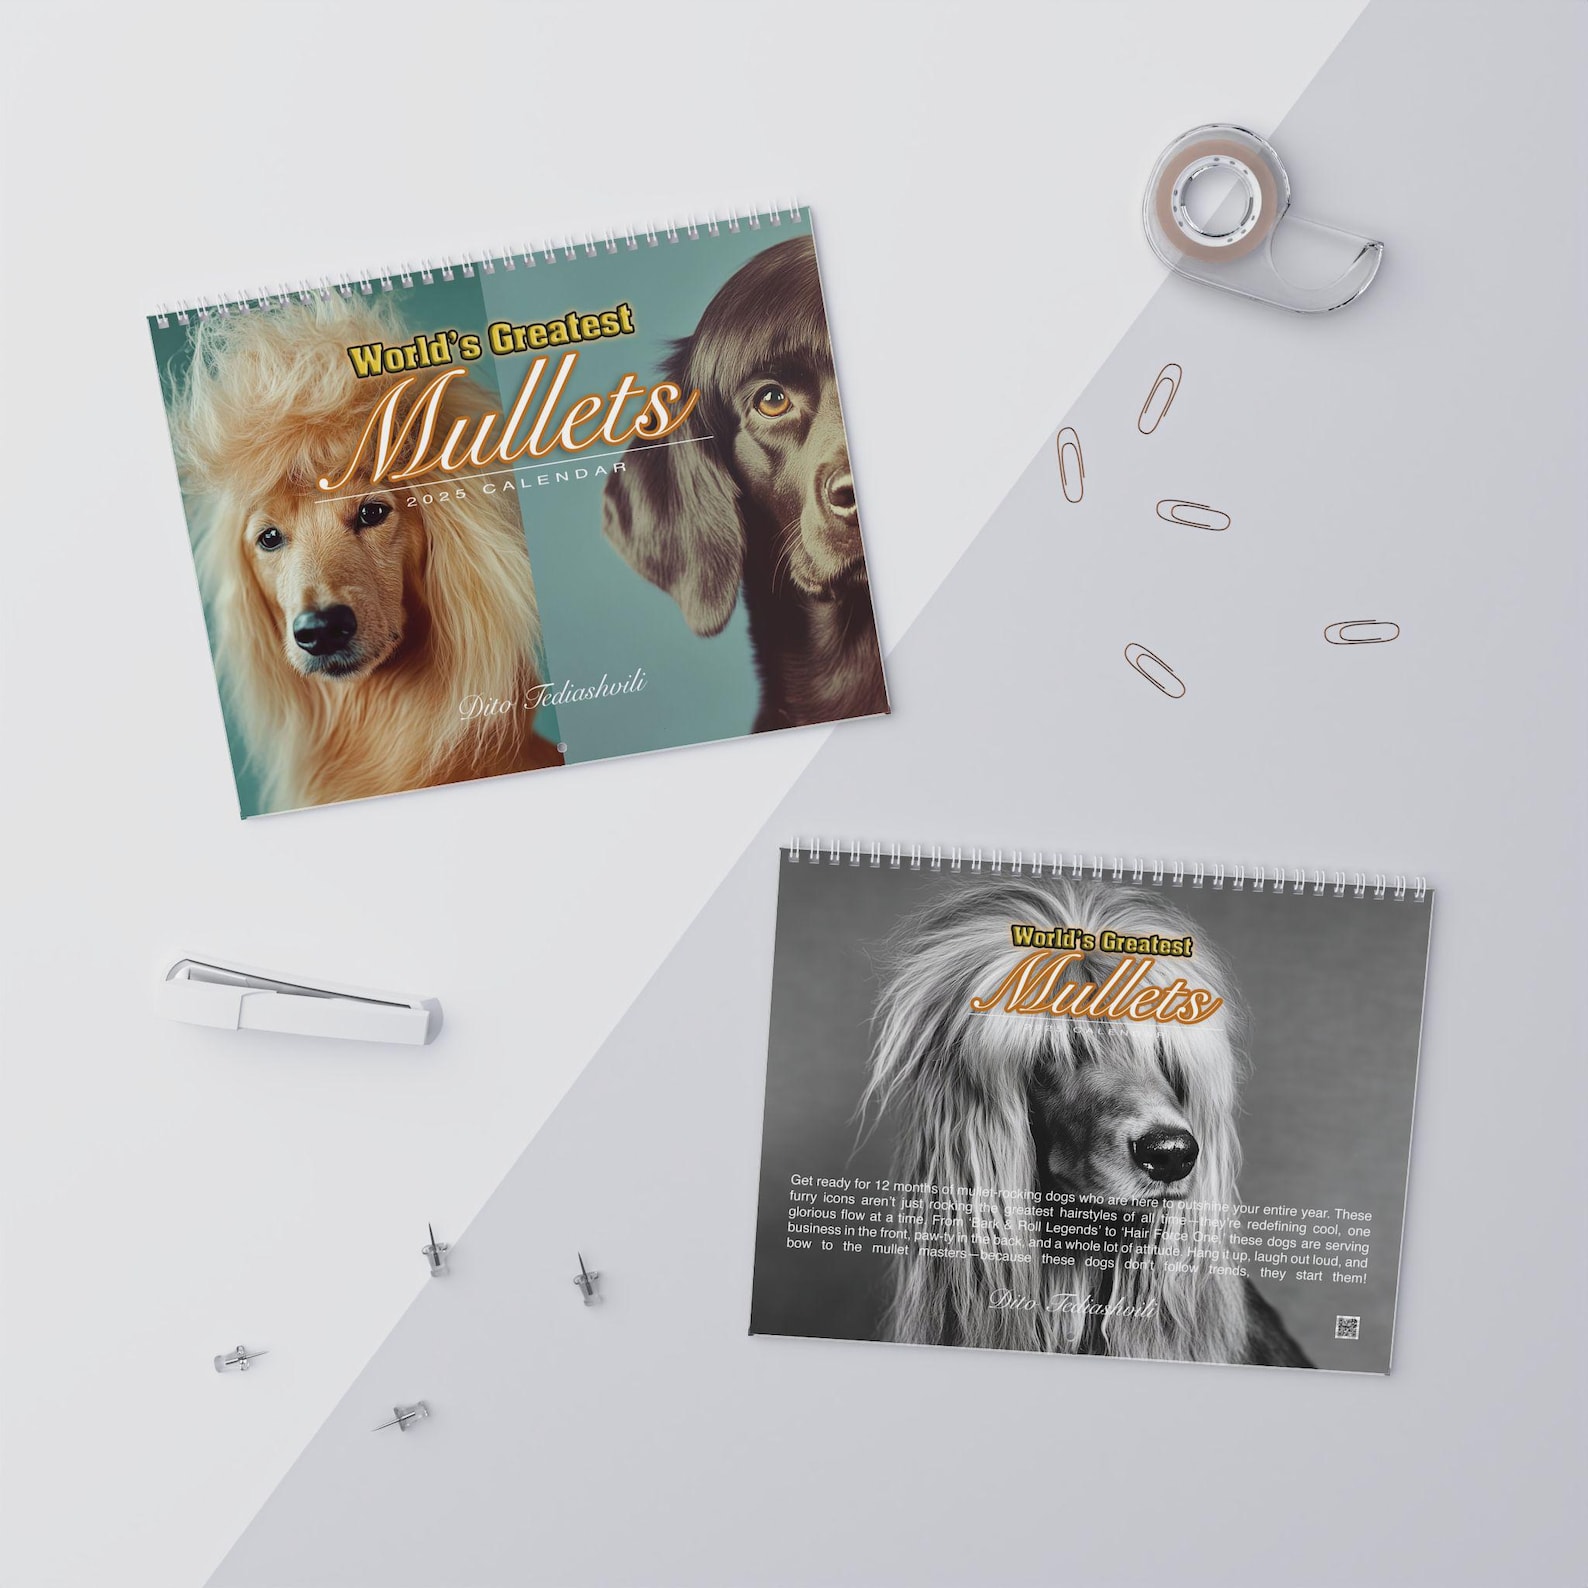 World's Greatest
Mullets
2025 CALENDAR
Dito Tediashvili
World's Greatest
Mullets
2025 CALENDAR
Get ready for 12 months of mullet-rocking dogs who are here to outshine your entire year. These
furry icons aren't just rocking the greatest hairstyles of all time—they're redefining cool, one
glorious flow at a time. From 'Bark & Roll Legends' to 'Hair Force One,' these dogs are serving
business in the front, paw-ty in the back, and a whole lot of attitude. Hang it up, laugh out loud, and
bow to the mullet masters—because these dogs don't follow trends, they start them!
Dito Tediashvili